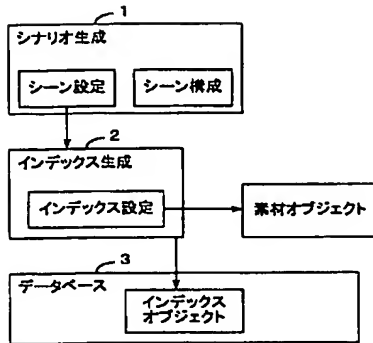 1
シナリオ生成
シーン設定
シーン構成
2
インデックス生成
インデックス設定
素材オブジェクト
3
データベース
インデックス
オブジェクト